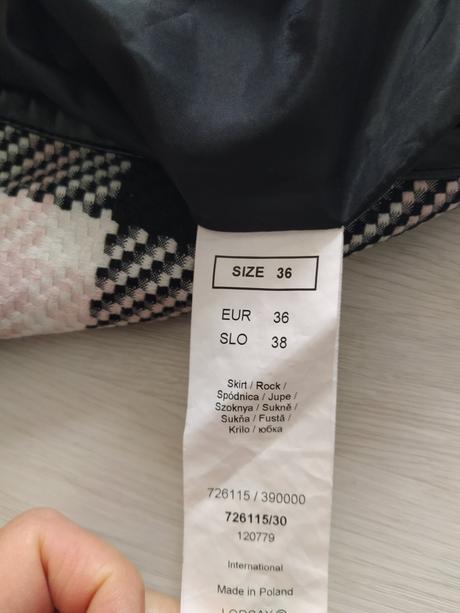 SIZE 36
EUR 36
SLO 38
Skirt / Rock /
Spódnica / Jupe /
Szoknya / Sukně /
Sukňa / Fustă /
Krilo / юбка
726115 / 390000
726115/30
120779
International
Made in Poland